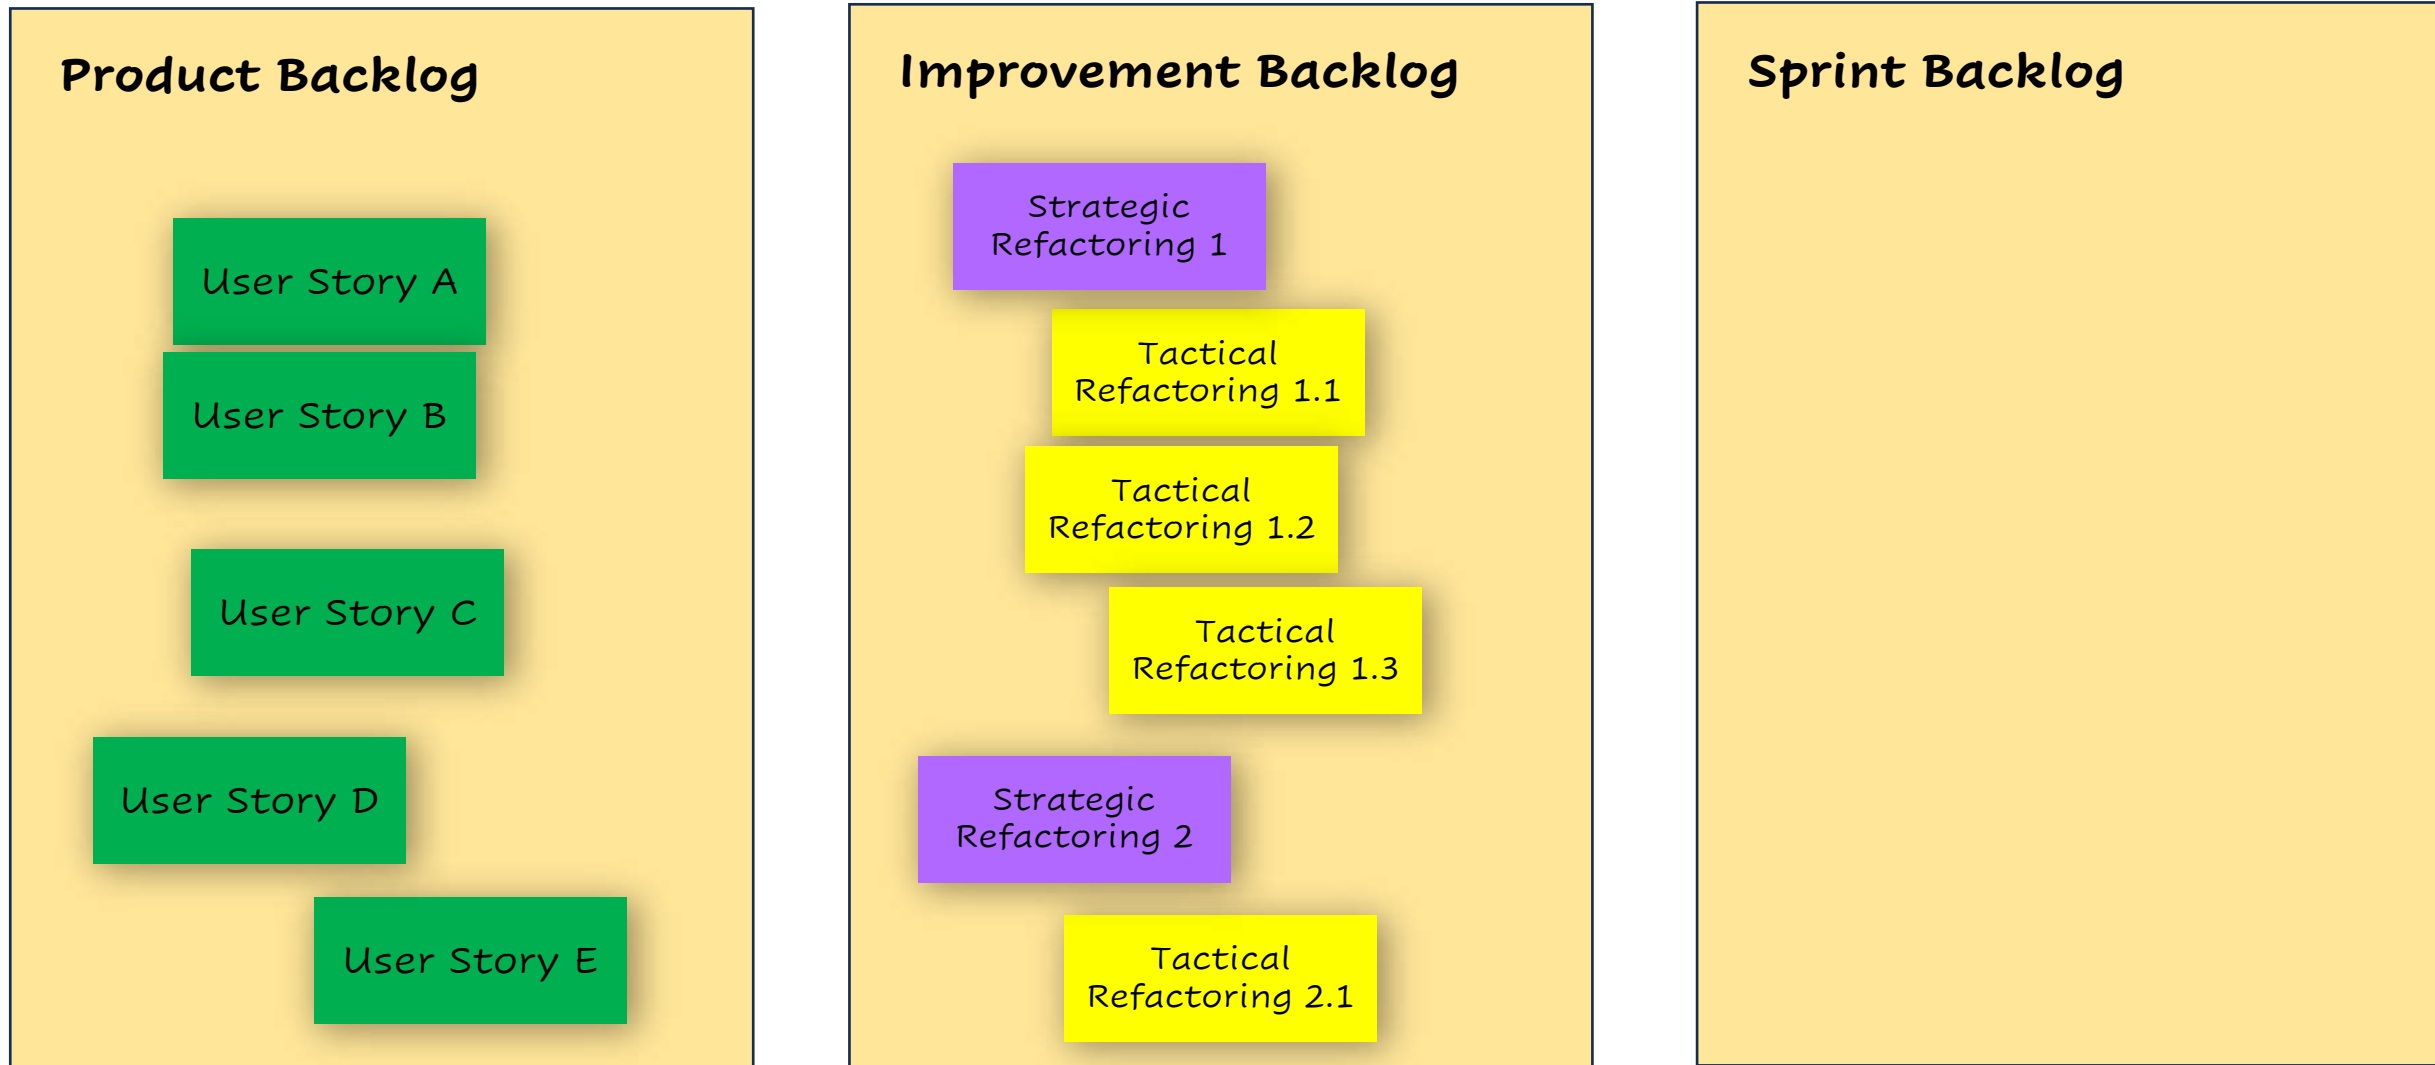 Product Backlog
User Story A
User Story B
User Story C
User Story D
User Story E
Improvement Backlog
Strategic
Refactoring 1
Tactical
Refactoring 1.1
Tactical
Refactoring 1.2
Tactical
Refactoring 1.3
Strategic
Refactoring 2
Tactical
Refactoring 2.1
Sprint Backlog